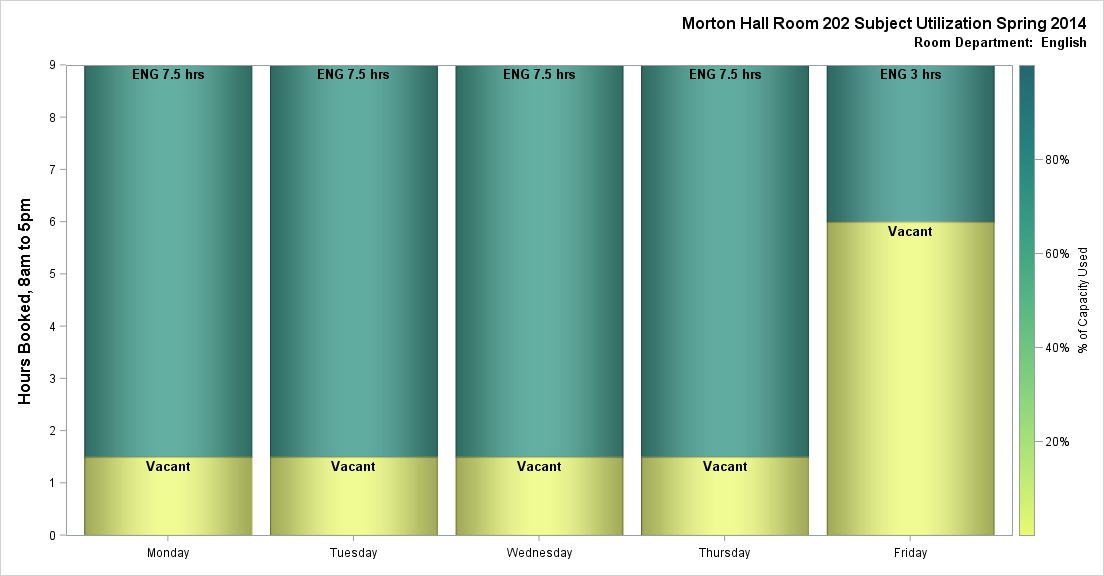 Morton Hall Room 202 Subject Utilization Spring 2014
Room Department: English
Hours Booked, 8am to 5pm
9
8
7
6
5
4
3
2
1
0
ENG 7.5 hrs
ENG 7.5 hrs
ENG 7.5 hrs
ENG 7.5 hrs
ENG 3 hrs
Vacant
Vacant
Vacant
Vacant
Vacant
Monday
Tuesday
Wednesday
Thursday
Friday
80%
60%
40%
20%
% of Capacity Used